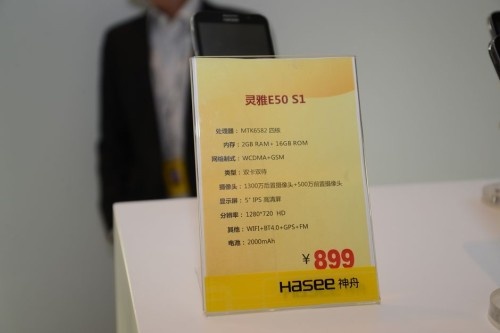 灵雅E50 S1
处理器：MTK6582 四核
内存：2GB RAM+ 16GB ROM
网络制式：WCDMA+GSM
类型：双卡双待
摄像头：1300万后置摄像头+500万前置摄像头
显示屏：5" IPS 高清屏
分辨率：1280*720 HD
其他：WIFI+BT4.0+GPS+FM
电池：2000mAh
¥ 899
Hasee 神舟